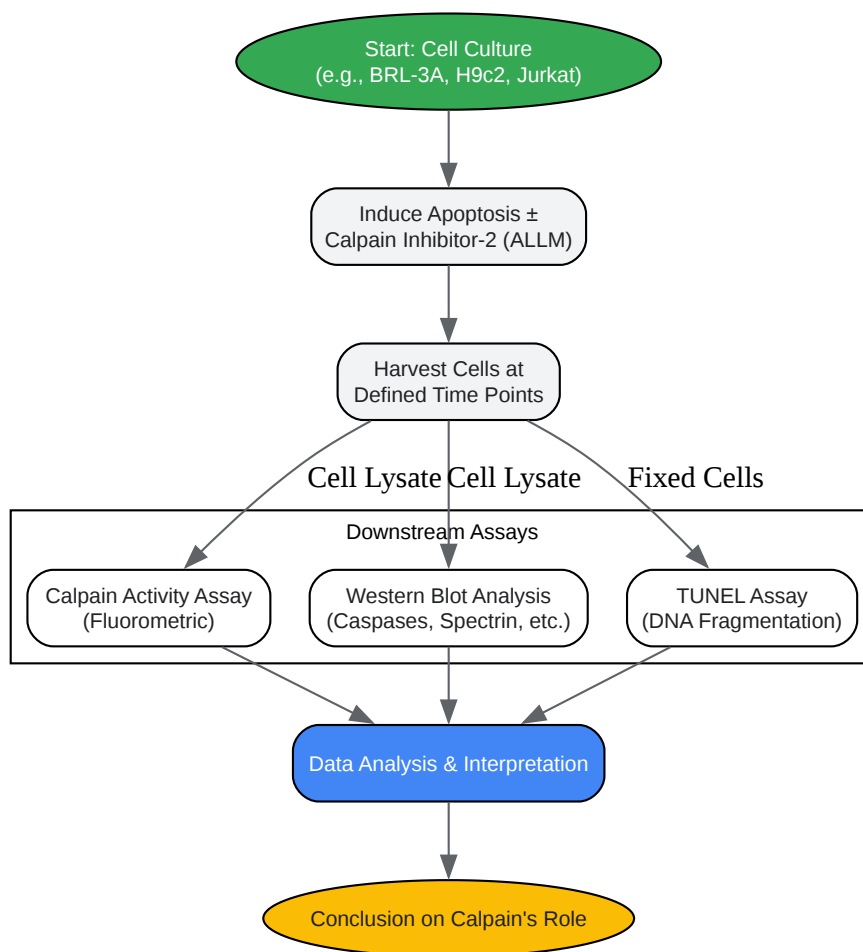 Start: Cell Culture
(e.g., BRL-3A, H9c2, Jurkat)
Induce Apoptosis ±
Calpain Inhibitor-2 (ALLM)
Harvest Cells at
Defined Time Points
Cell Lysate
Cell Lysate
Fixed Cells
Downstream Assays
Calpain Activity Assay
(Fluorometric)
Western Blot Analysis
(Caspases, Spectrin, etc.)
TUNEL Assay
(DNA Fragmentation)
Data Analysis & Interpretation
Conclusion on Calpain's Role